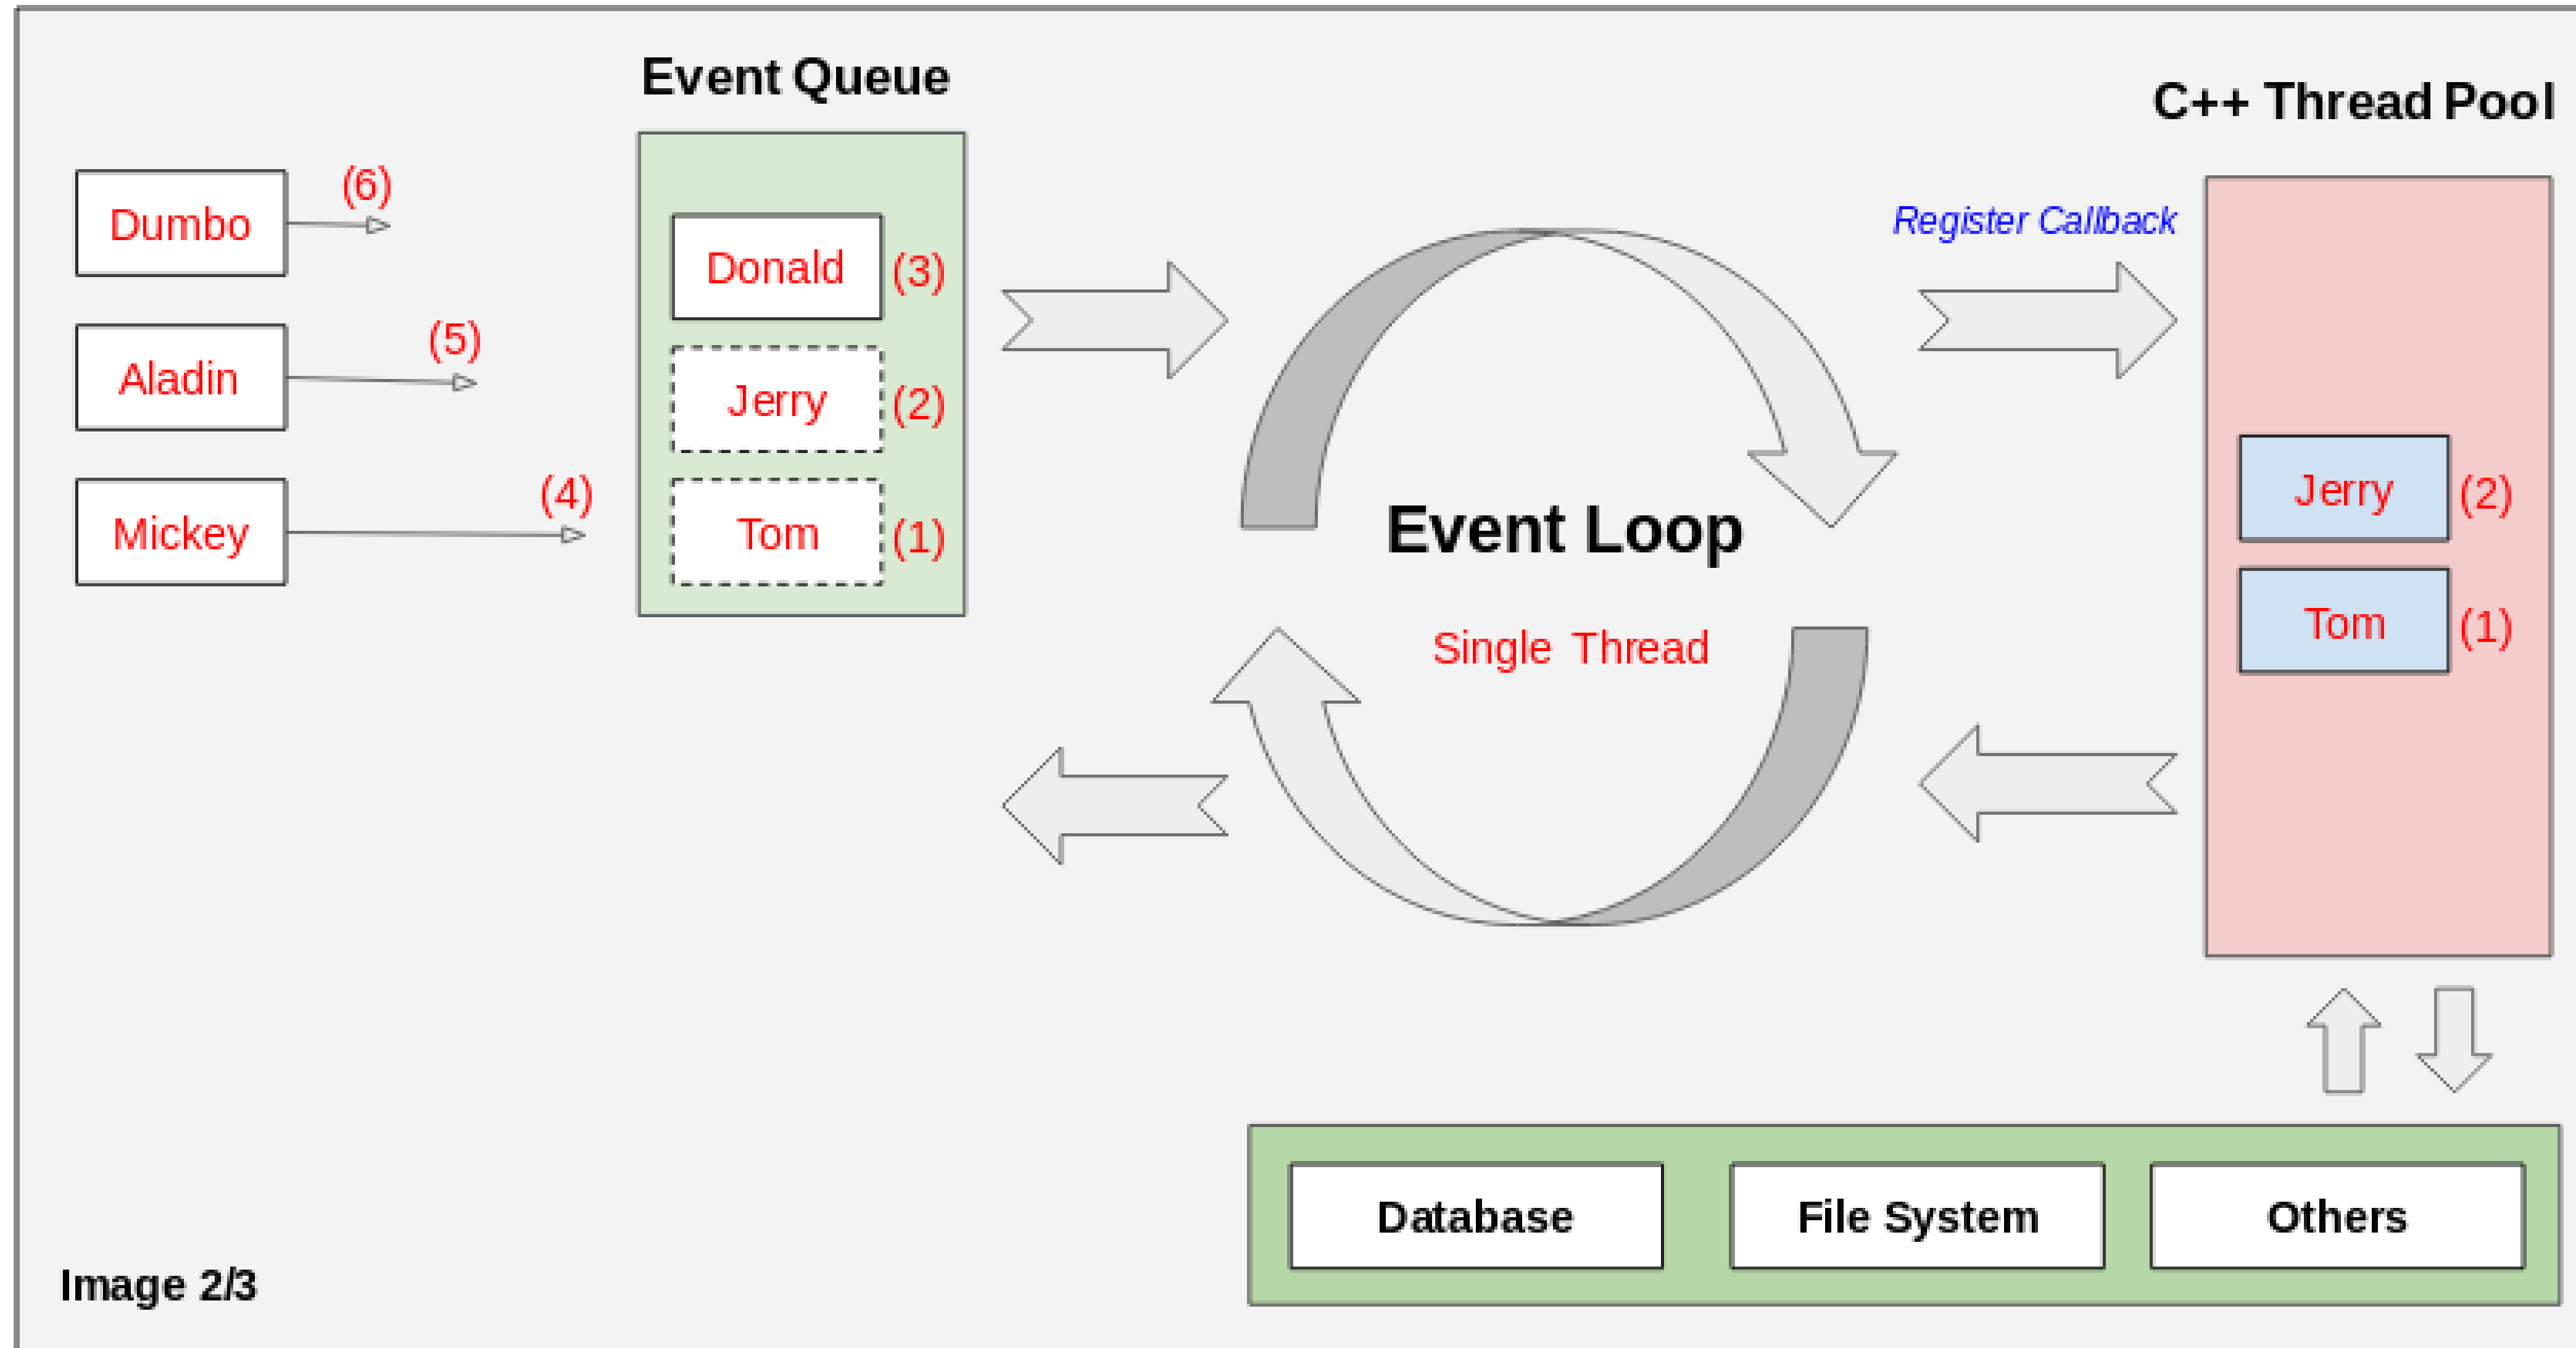 Event Queue
C++ Thread Pool
Dumbo
(6)
Aladin
(5)
Mickey
(4)
Donald
(3)
Jerry
(2)
Tom
(1)
Register Callback
Event Loop
Single Thread
Jerry
(2)
Tom
(1)
Database
File System
Others
Image 2/3